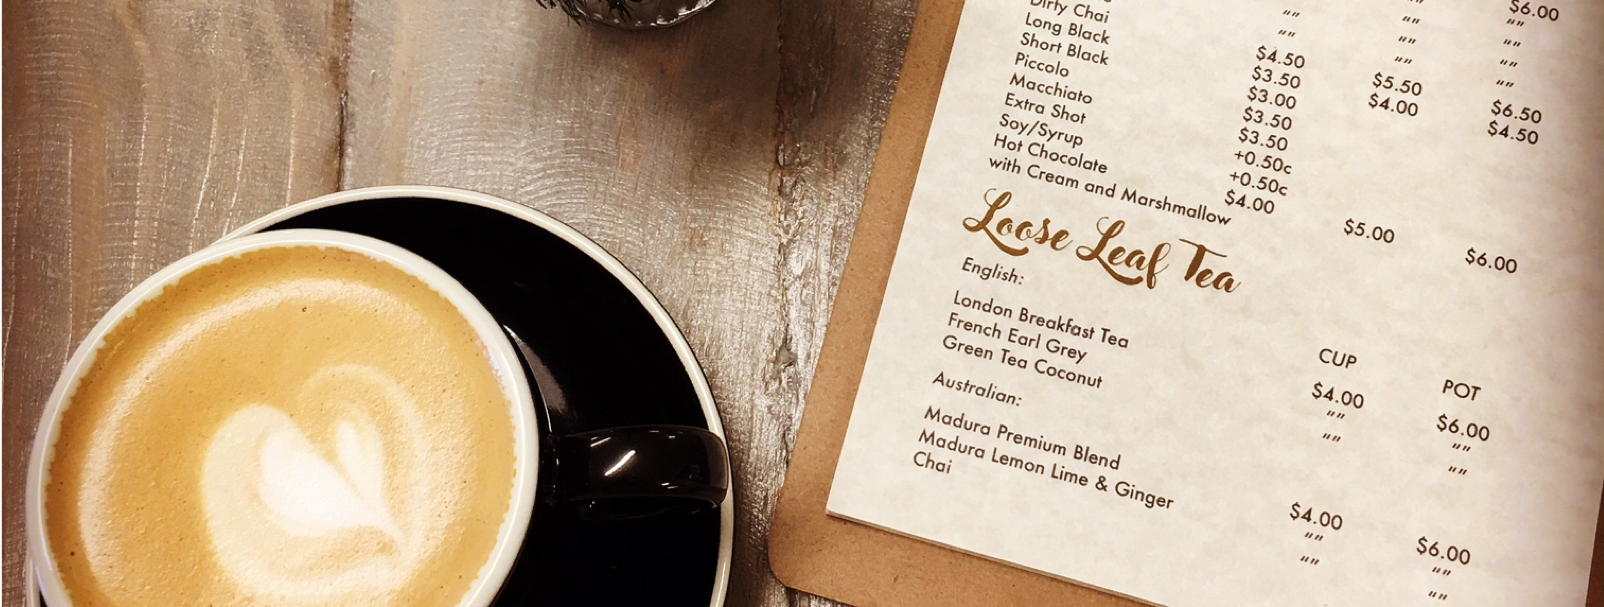 $6.00
"" ""
"" "" ""
"" "" ""
Dirty Chai $4.50 $5.50 $6.50
Long Black $3.50 $4.00 $4.50
Short Black $3.00
Piccolo $3.50
Macchiato $3.50
Extra Shot +0.50c
Soy/Syrup +0.50c
Hot Chocolate $4.00 $5.00 $6.00
with Cream and Marshmallow
Loose Leaf Tea
English: CUP POT
London Breakfast Tea $4.00 $6.00
French Earl Grey "" ""
Green Tea Coconut "" ""
Australian:
Madura Premium Blend $4.00 $6.00
Madura Lemon Lime & Ginger "" ""
Chai "" ""